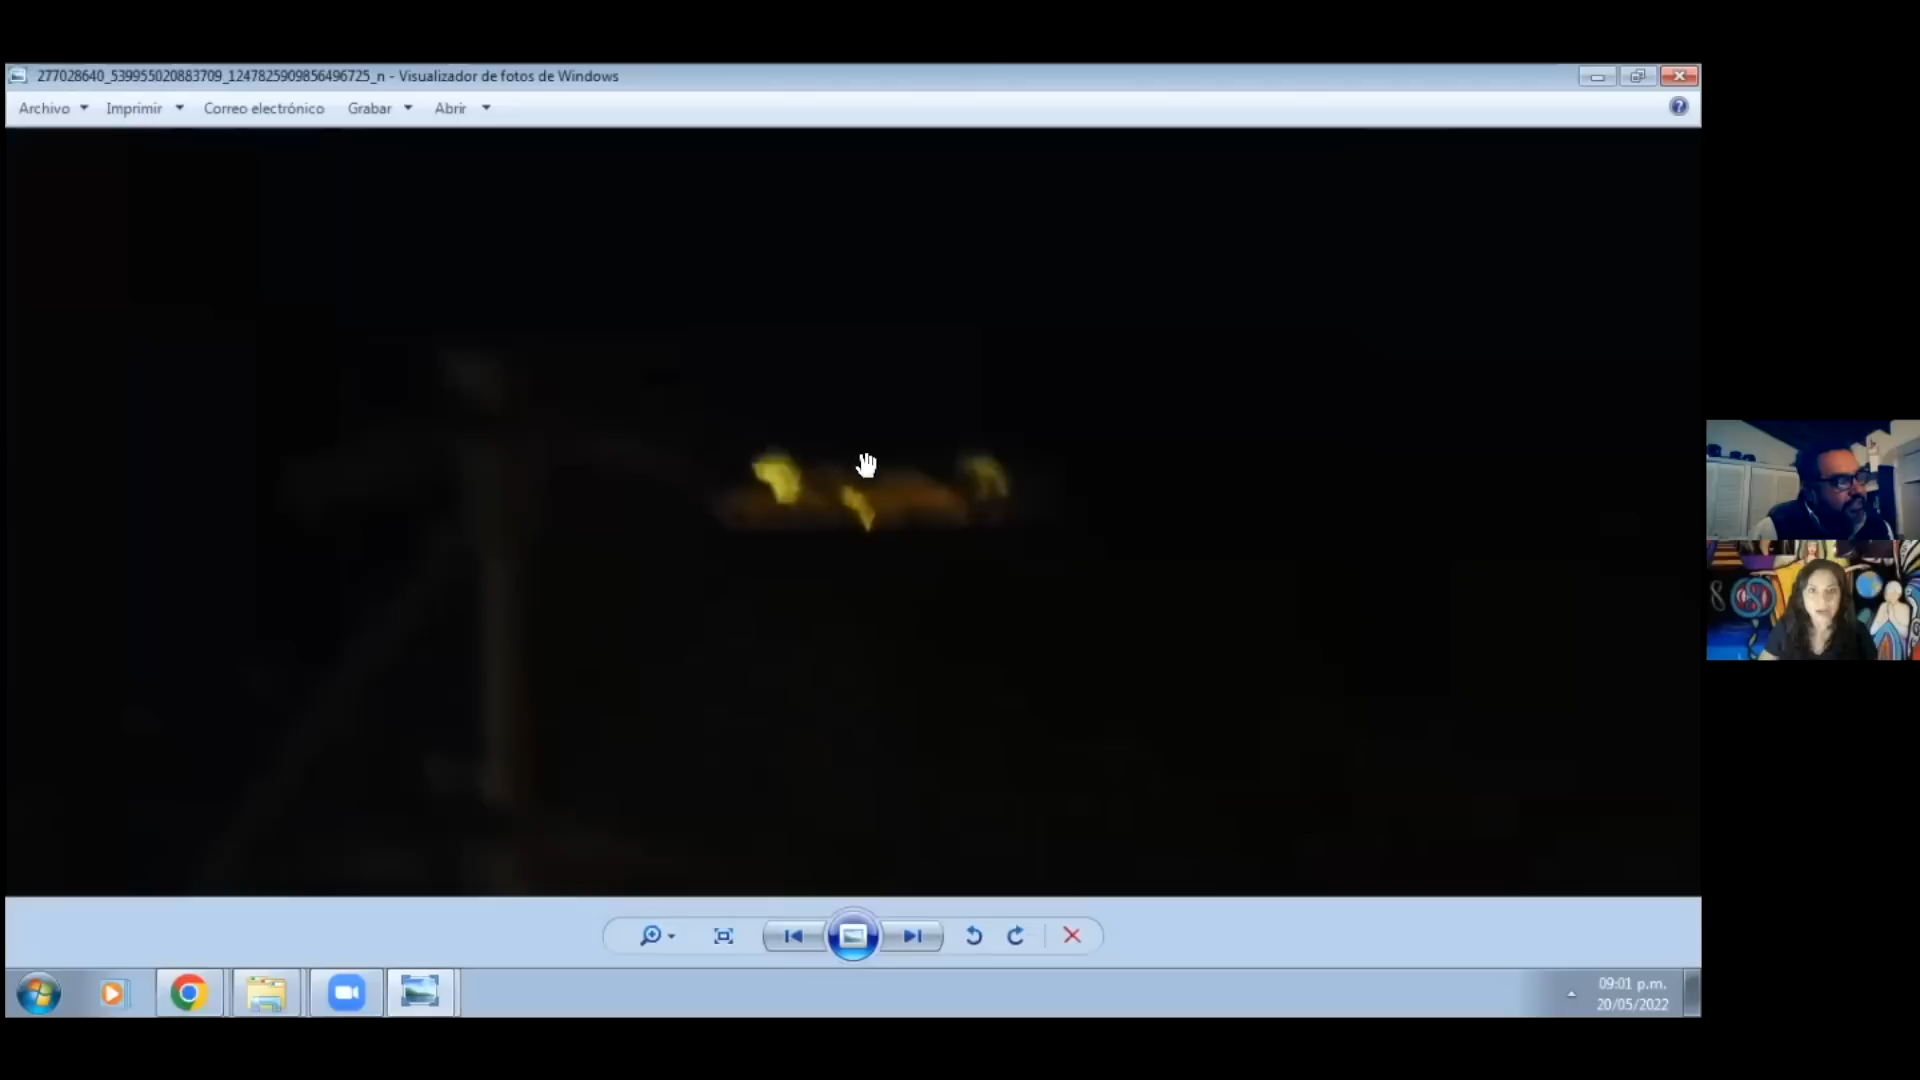 277028640_539955020883709_1247825909856496725_n - Visualizador de fotos de Windows
Archivo Imprimir Correo electrónico Grabar Abrir
09:01 p.m.
20/05/2022